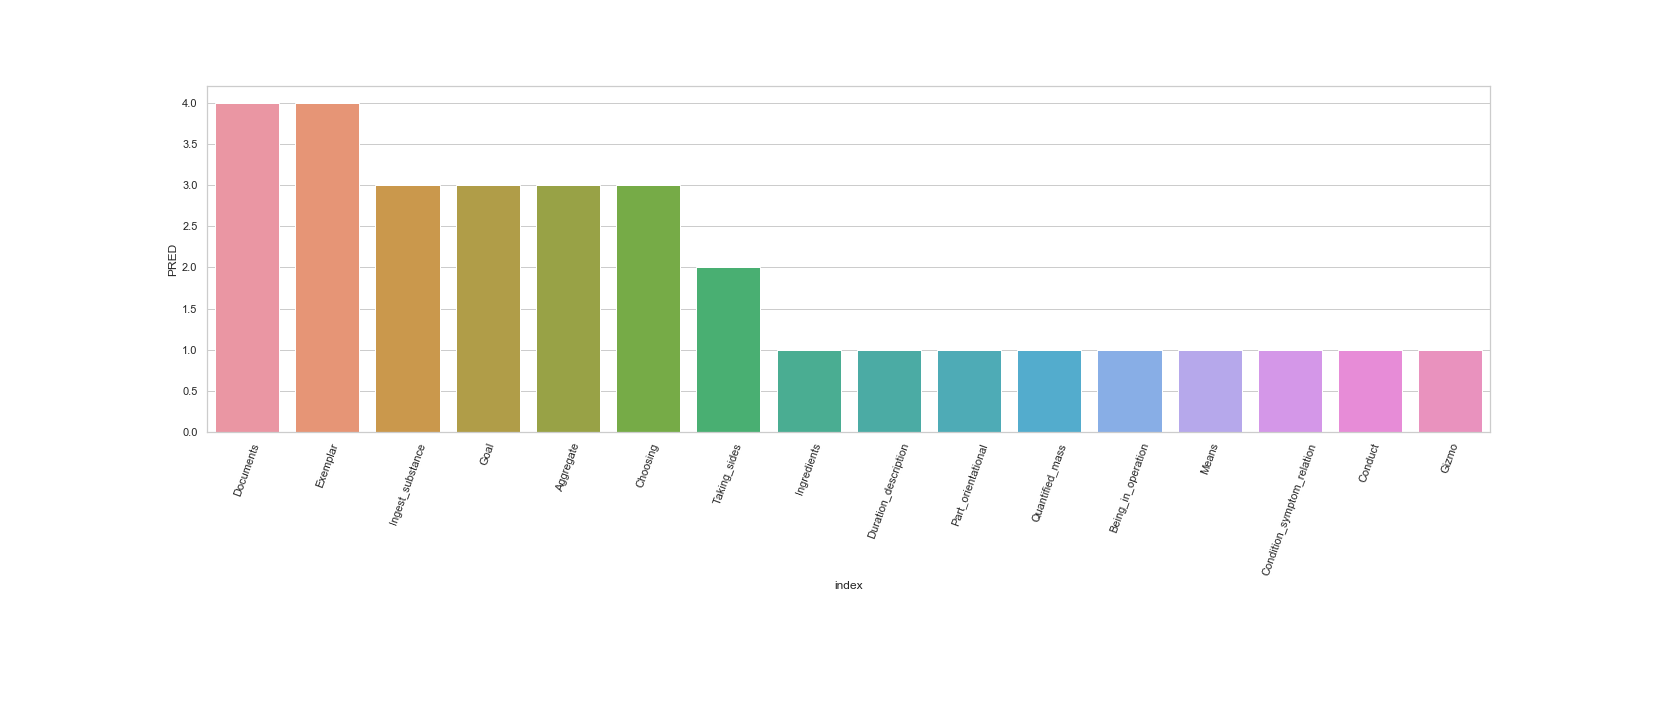 4.0
3.5
3.0
2.5
2.0
1.5
1.0
0.5
0.0
PRED
Documents
Exemplar
Ingest_substance
Goal
Aggregate
Choosing
Taking_sides
Ingredients
Duration_description
Part_orientational
Quantified_mass
Being_in_operation
Means
Condition_symptom_relation
Conduct
Gizmo
index